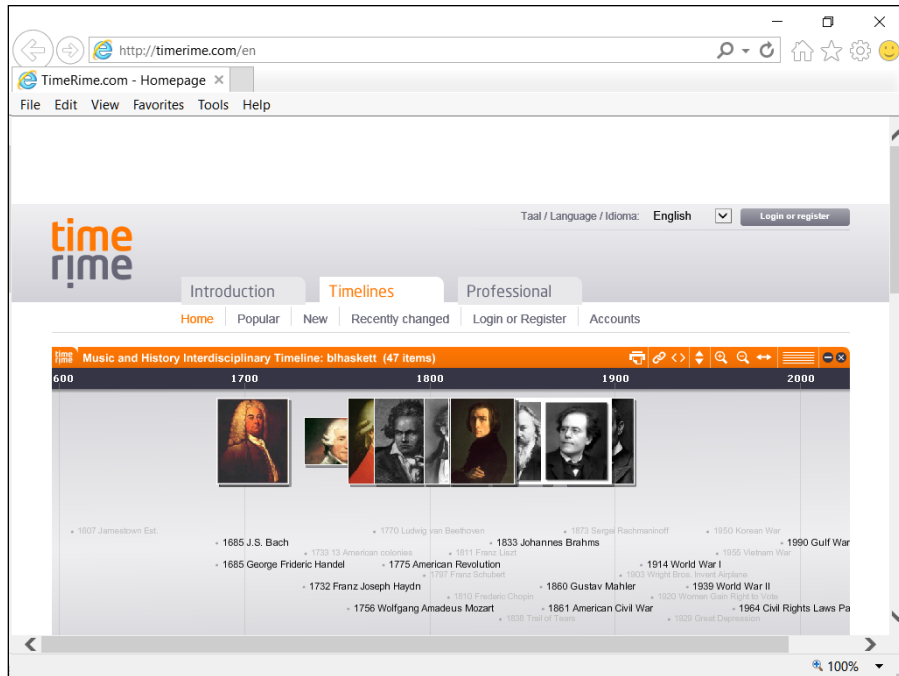 http://timerime.com/en
TimeRime.com - Homepage
File Edit View Favorites Tools Help
Taal / Language / Idioma: English Login or register
time
rime
Introduction Timelines Professional
Home Popular New Recently changed Login or Register Accounts
time
rime
Music and History Interdisciplinary Timeline: blhaskett (47 items)
600 1700 1800 1900 2000
1607 Jamestown Est. 1770 Ludwig van Beethoven 1873 Sergei Rachmaninoff 1950 Korean War
1685 J.S. Bach 1833 Johannes Brahms 1990 Gulf War
1733 13 American colonies 1811 Franz Liszt 1955 Vietnam War
1685 George Frideric Handel 1775 American Revolution 1914 World War I
1797 Franz Schubert 1903 Wright Bros. Invent Airplane
1732 Franz Joseph Haydn 1860 Gustav Mahler 1939 World War II
1810 Frederic Chopin 1920 Women Gain Right to Vote
1756 Wolfgang Amadeus Mozart 1861 American Civil War 1964 Civil Rights Laws Pa
1838 Trail of Tears 1929 Great Depression
100%